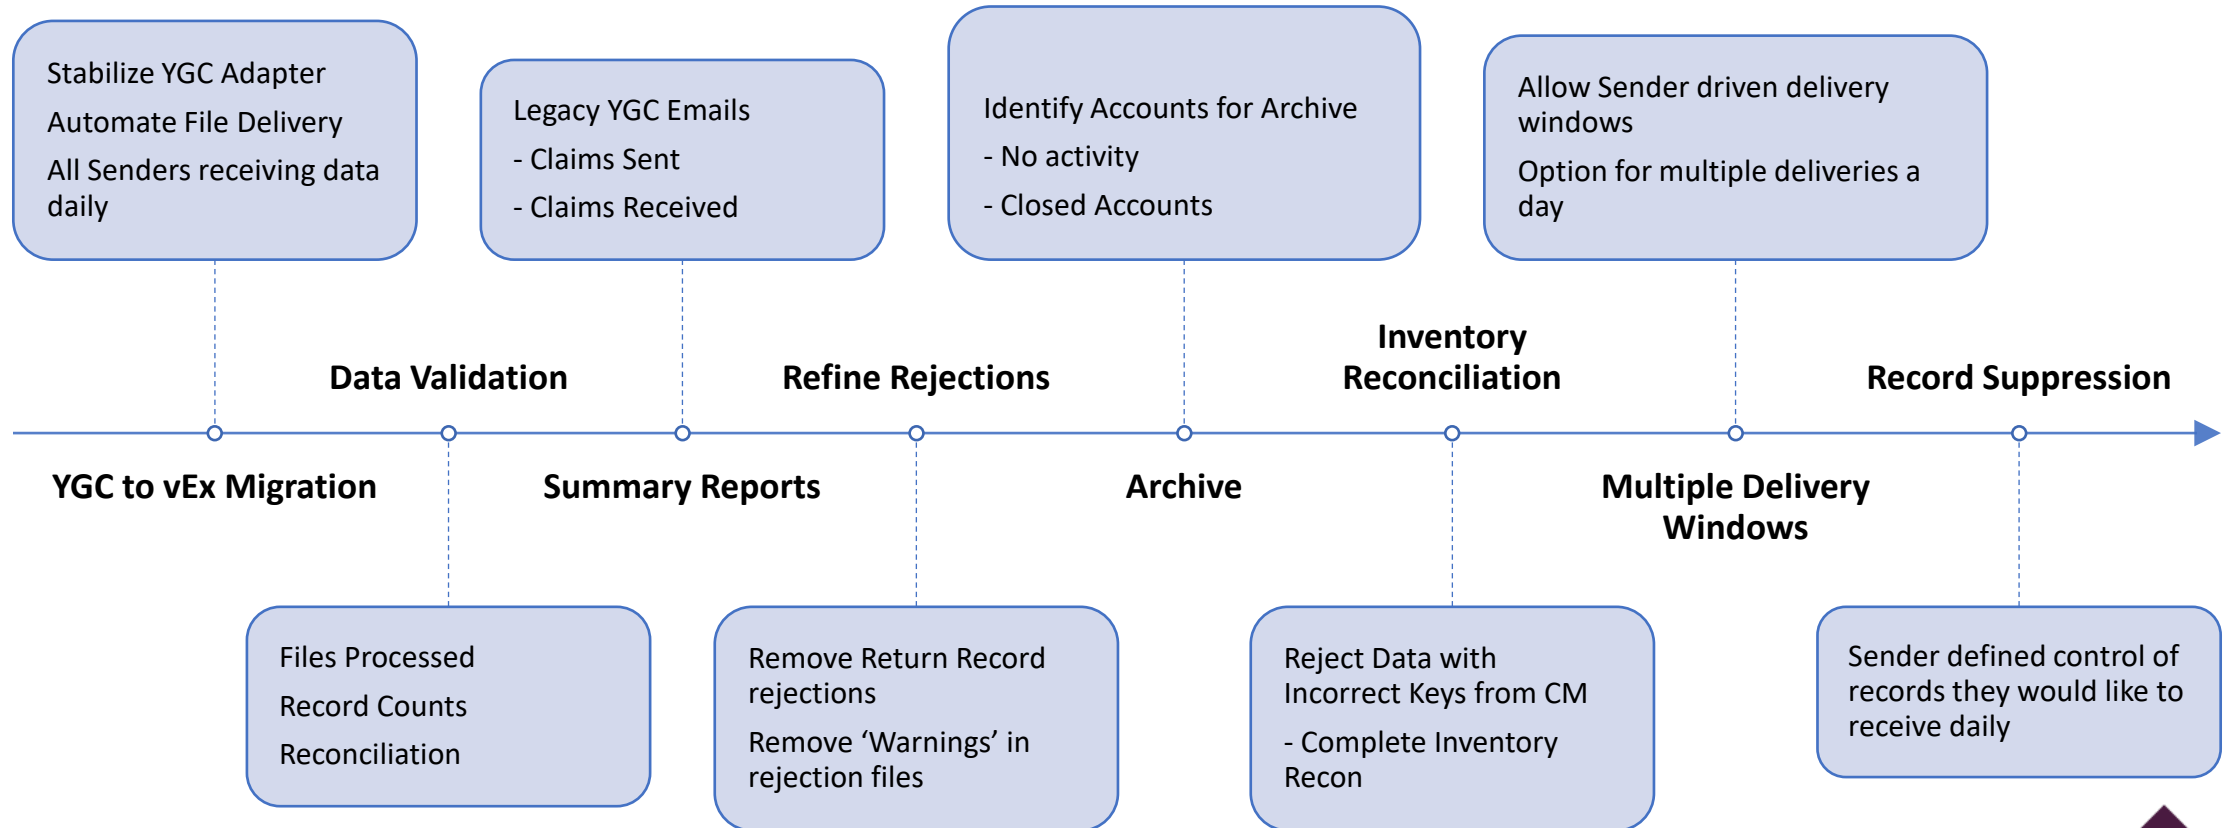 Stabilize YGC Adapter
Automate File Delivery
All Senders receiving data
daily
Legacy YGC Emails
- Claims Sent
- Claims Received
Identify Accounts for Archive
- No activity
- Closed Accounts
Allow Sender driven delivery
windows
Option for multiple deliveries a
day
Data Validation
Refine Rejections
Inventory
Reconciliation
Record Suppression
YGC to vEx Migration
Summary Reports
Archive
Multiple Delivery
Windows
Files Processed
Record Counts
Reconciliation
Remove Return Record
rejections
Remove ‘Warnings’ in
rejection files
Reject Data with
Incorrect Keys from CM
- Complete Inventory
Recon
Sender defined control of
records they would like to
receive daily